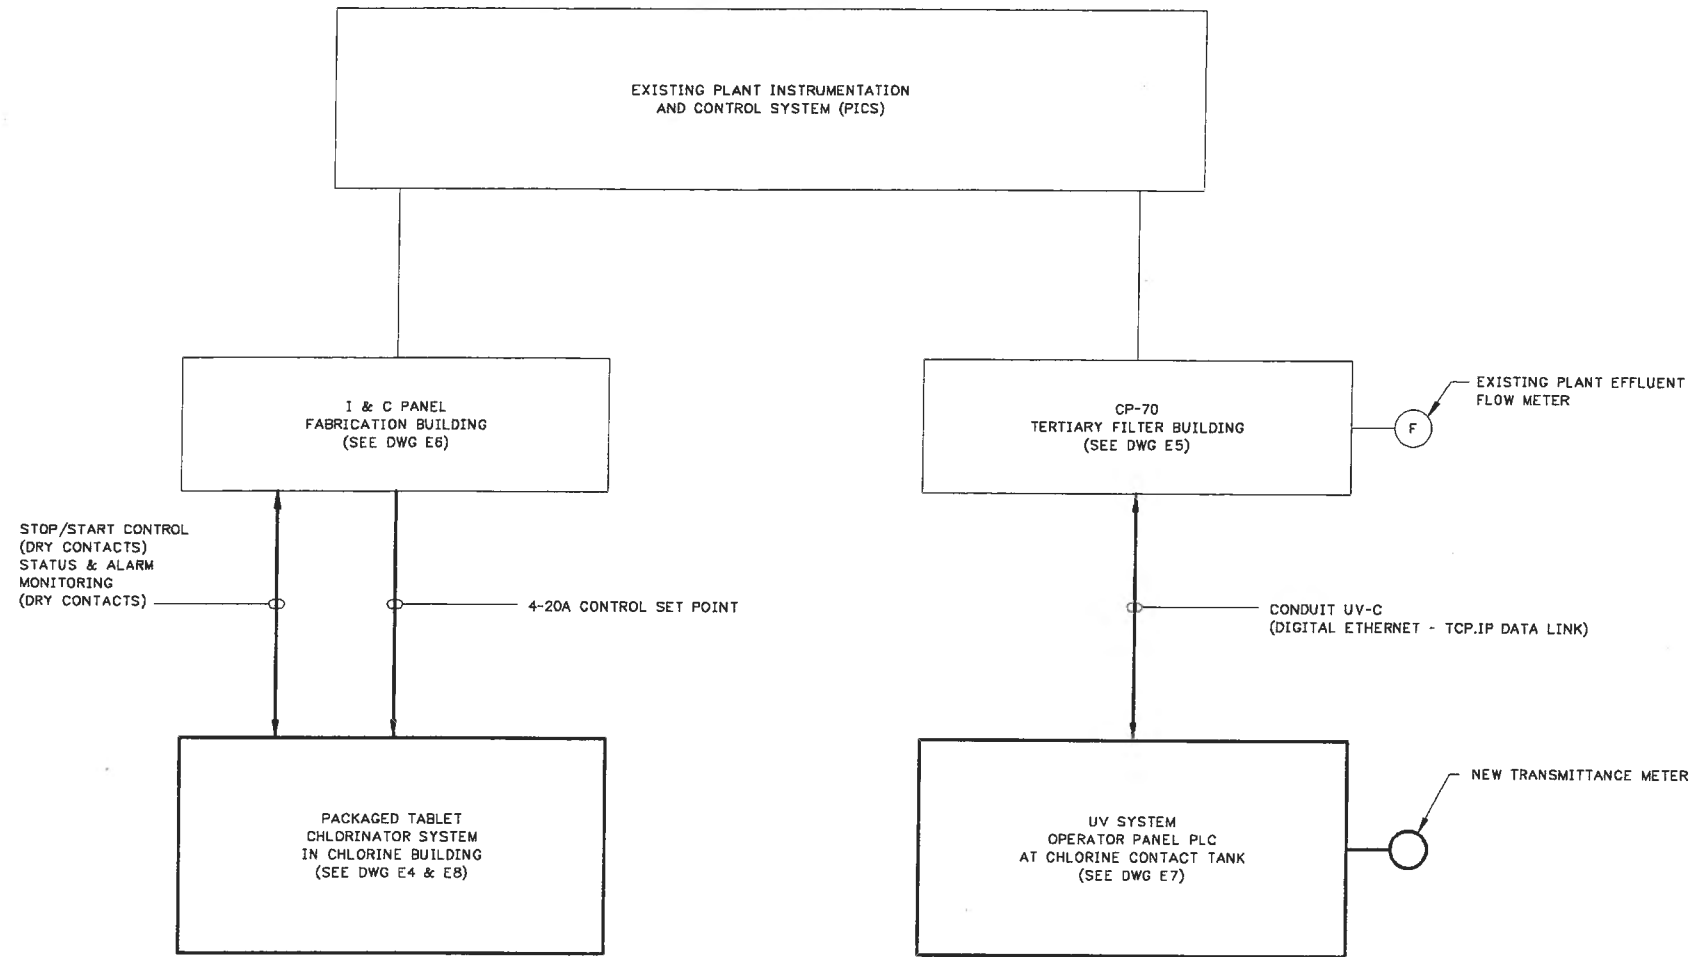 EXISTING PLANT INSTRUMENTATION
AND CONTROL SYSTEM (PICS)
I & C PANEL
FABRICATION BUILDING
(SEE DWG E6)
CP-70
TERTIARY FILTER BUILDING
(SEE DWG E5)
F
EXISTING PLANT EFFLUENT
FLOW METER
STOP/START CONTROL
(DRY CONTACTS)
STATUS & ALARM
MONITORING
(DRY CONTACTS)
4-20A CONTROL SET POINT
CONDUIT UV-C
(DIGITAL ETHERNET - TCP.IP DATA LINK)
PACKAGED TABLET
CHLORINATOR SYSTEM
IN CHLORINE BUILDING
(SEE DWG E4 & E8)
UV SYSTEM
OPERATOR PANEL PLC
AT CHLORINE CONTACT TANK
(SEE DWG E7)
NEW TRANSMITTANCE METER